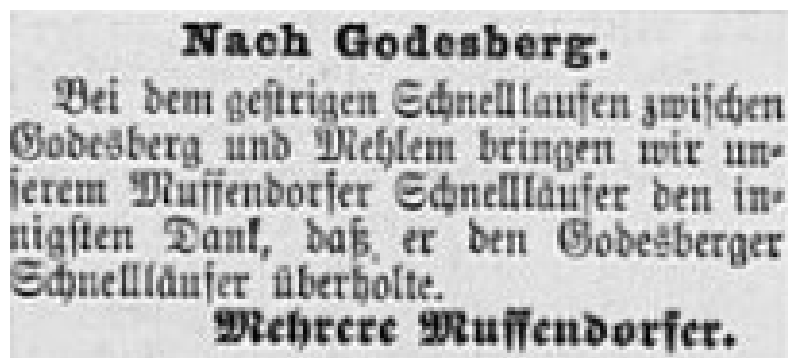 Nach Godesberg.
Bei dem gestrigen Schnelllaufen zwischen
Godesberg und Mehlem bringen wir un-
serem Muffendorfer Schnellläufer den in-
nigsten Dank, daß er den Godesberger
Schnellläufer überholte.
Mehrere Muffendorfer.